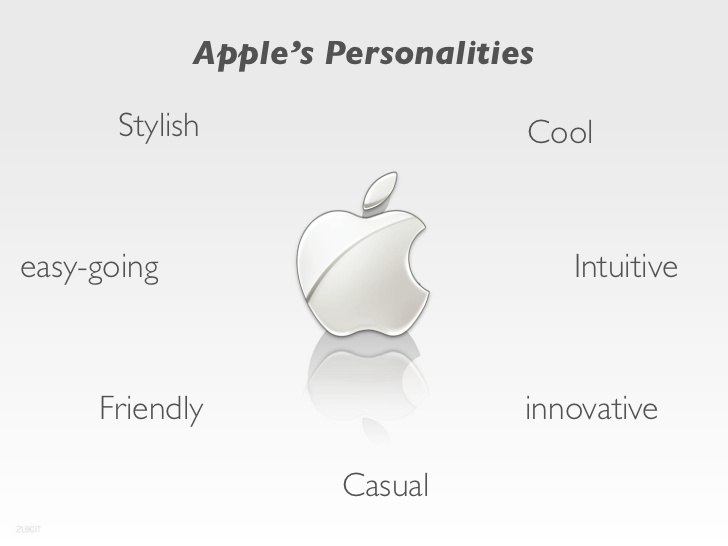 Apple's Personalities
Stylish
Cool
easy-going
Intuitive
Friendly
innovative
Casual